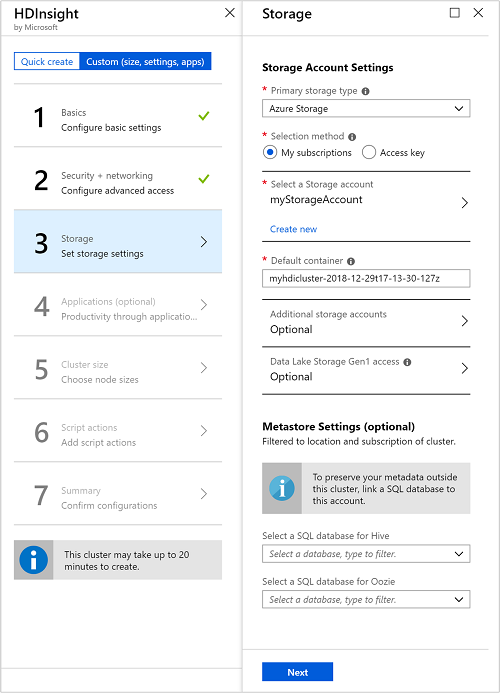 HDInsight
by Microsoft
Quick create
Custom (size, settings, apps)
1
Basics
Configure basic settings
2
Security + networking
Configure advanced access
3
Storage
Set storage settings
4
Applications (optional)
Productivity through applicatio...
5
Cluster size
Choose node sizes
6
Script actions
Add script actions
7
Summary
Confirm configurations
This cluster may take up to 20
minutes to create.
Storage
Storage Account Settings
* Primary storage type
Azure Storage
* Selection method
My subscriptions
Access key
* Select a Storage account
myStorageAccount
Create new
* Default container
myhdicluster-2018-12-29t17-13-30-127z
Additional storage accounts
Optional
Data Lake Storage Gen1 access
Optional
Metastore Settings (optional)
Filtered to location and subscription of cluster.
To preserve your metadata outside
this cluster, link a SQL database to
this account.
Select a SQL database for Hive
Select a database, type to filter.
Select a SQL database for Oozie
Select a database, type to filter.
Next